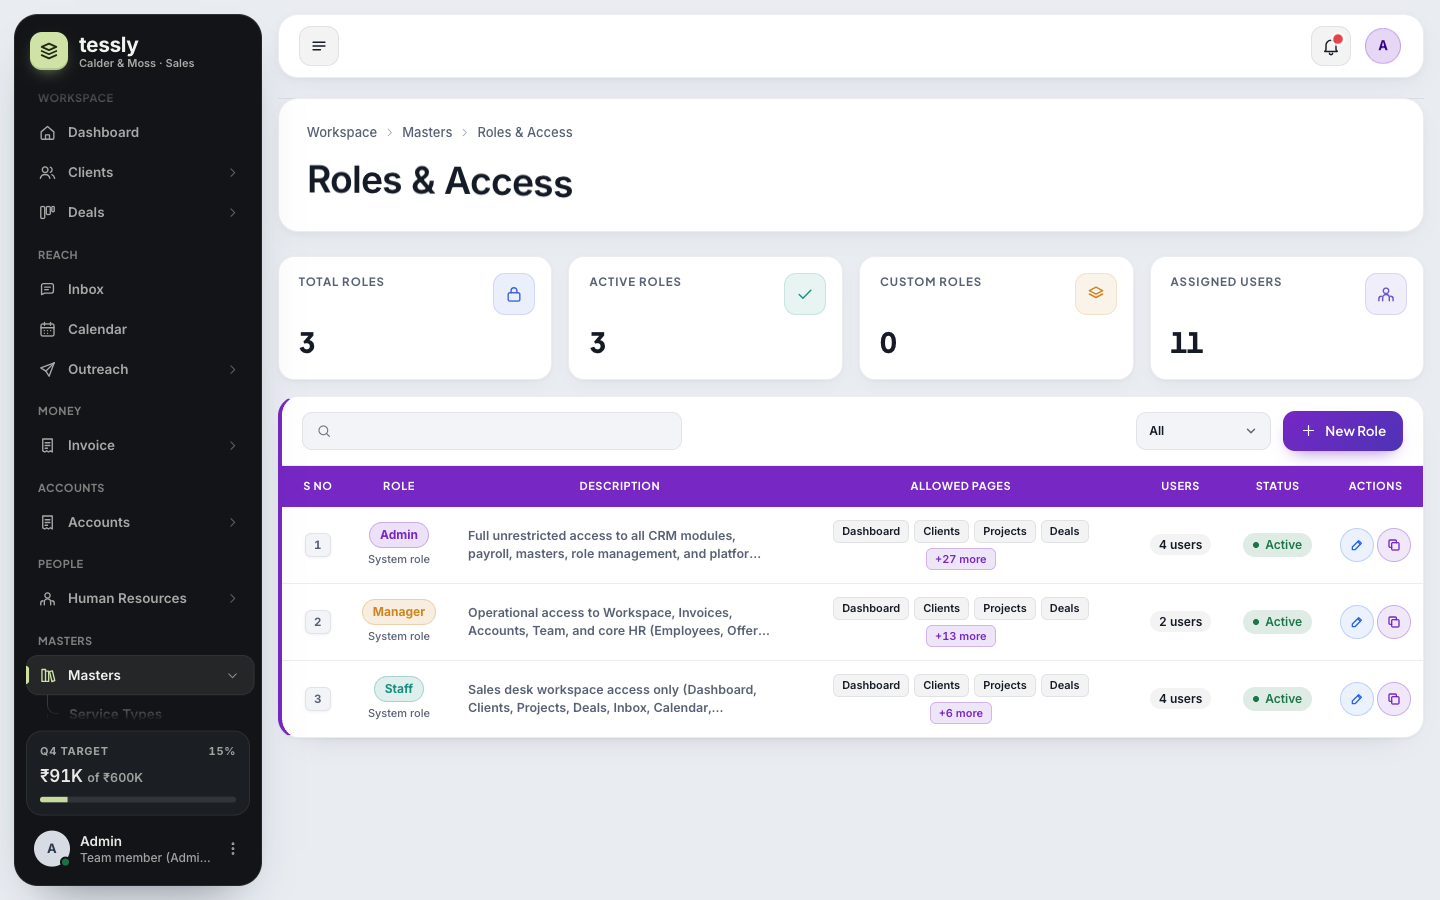 tessly
Calder & Moss · Sales
WORKSPACE
Dashboard
Clients
Deals
REACH
Inbox
Calendar
Outreach
MONEY
Invoice
ACCOUNTS
Accounts
PEOPLE
Human Resources
MASTERS
Masters
Service Types
Q4 TARGET 15%
₹91K of ₹600K
A
Admin
Team member (Admi...
A
Workspace > Masters > Roles & Access
Roles & Access
TOTAL ROLES
3
ACTIVE ROLES
3
CUSTOM ROLES
0
ASSIGNED USERS
11
All
+ New Role
S NO ROLE DESCRIPTION ALLOWED PAGES USERS STATUS ACTIONS
1
Admin
System role
Full unrestricted access to all CRM modules,
payroll, masters, role management, and platfor...
Dashboard Clients Projects Deals
+27 more
4 users
Active
2
Manager
System role
Operational access to Workspace, Invoices,
Accounts, Team, and core HR (Employees, Offer...
Dashboard Clients Projects Deals
+13 more
2 users
Active
3
Staff
System role
Sales desk workspace access only (Dashboard,
Clients, Projects, Deals, Inbox, Calendar,...
Dashboard Clients Projects Deals
+6 more
4 users
Active